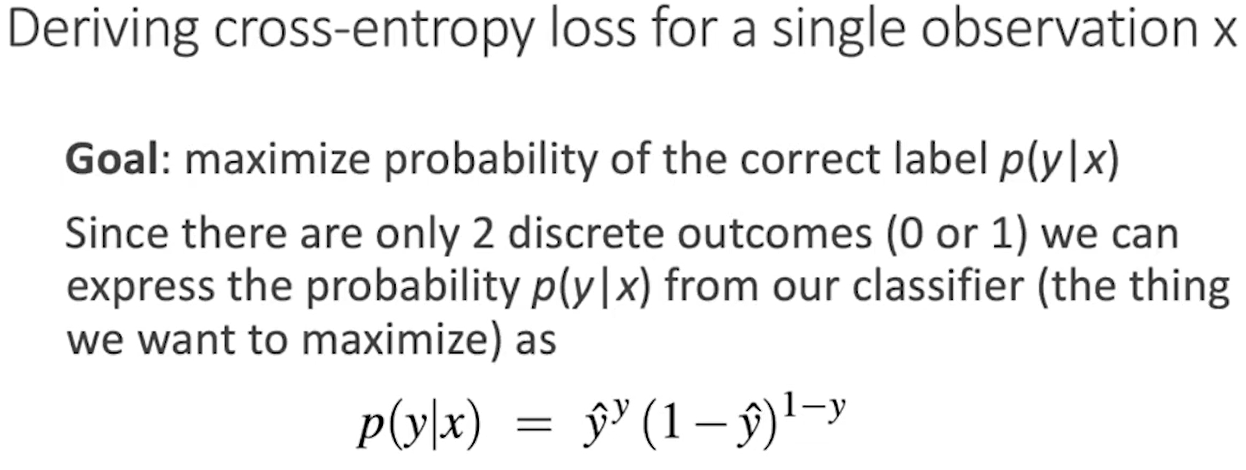 Deriving cross-entropy loss for a single observation x
Goal: maximize probability of the correct label p(y|x)
Since there are only 2 discrete outcomes (0 or 1) we can
express the probability p(y|x) from our classifier (the thing
we want to maximize) as
p(y|x) = ŷ^y (1 − ŷ)^{1−y}